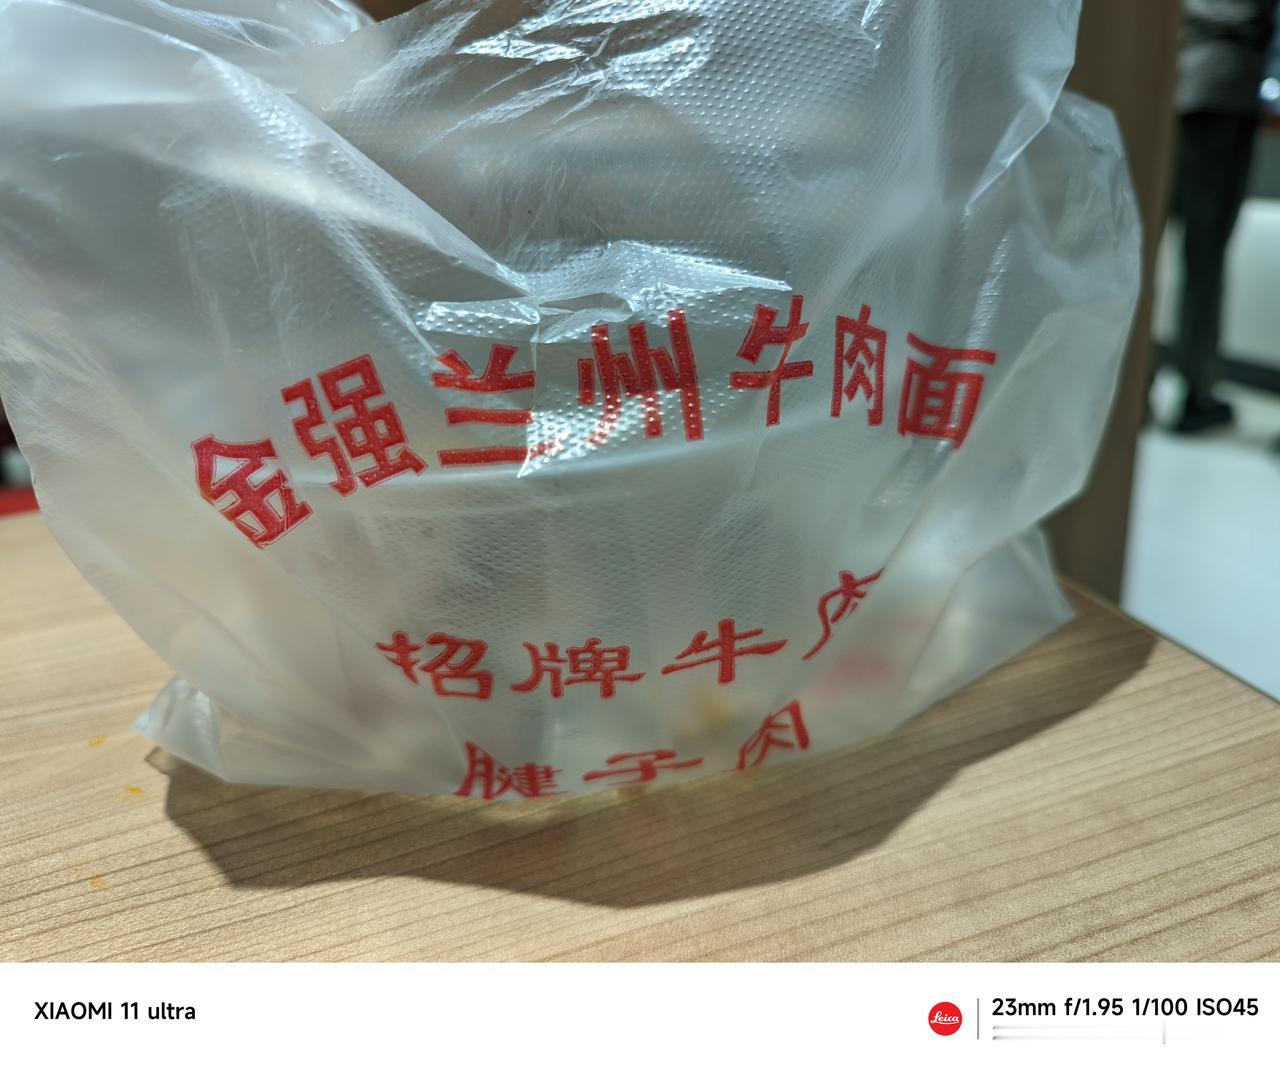 金强兰州牛肉面
招牌牛肉
腱子肉
XIAOMI 11 ultra
Leica
23mm f/1.95 1/100 ISO45